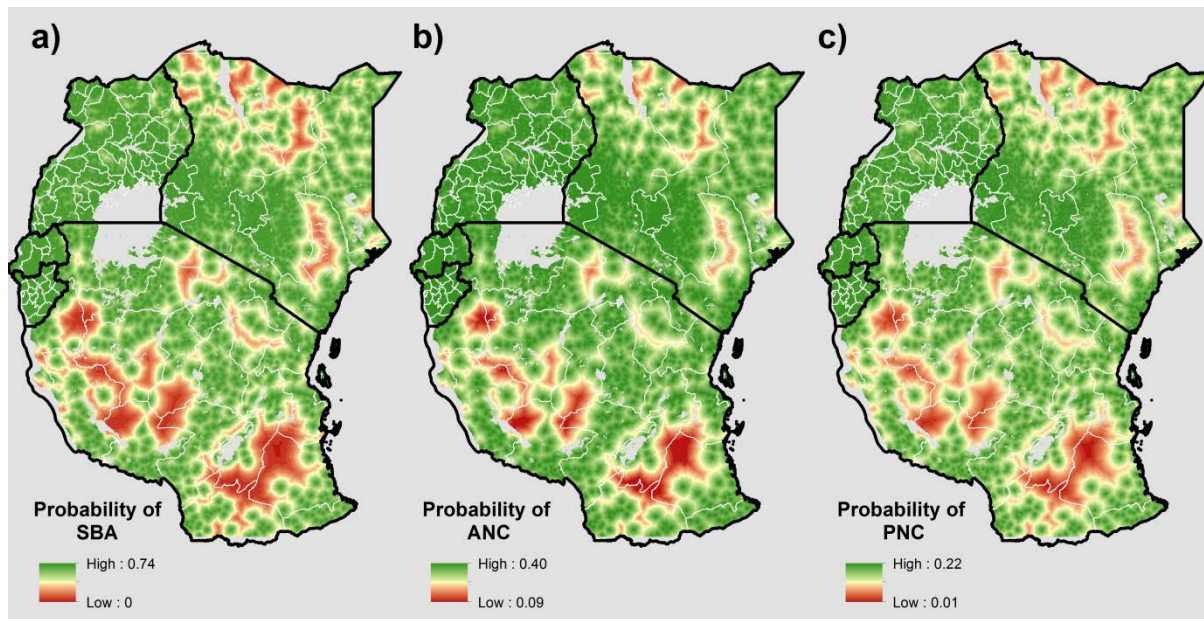 a)
b)
c)
Probability of
SBA
High : 0.74
Low : 0
Probability of
ANC
High : 0.40
Low : 0.09
Probability of
PNC
High : 0.22
Low : 0.01